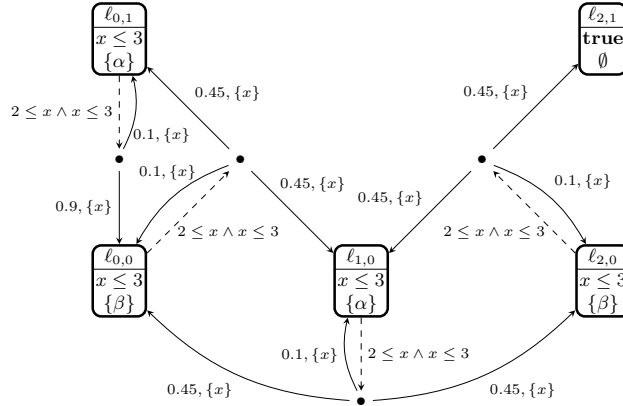 ℓ0,1
x ≤ 3
{α}
ℓ2,1
true
∅
0.45, {x}
0.45, {x}
2 ≤ x ∧ x ≤ 3
0.1, {x}
0.1, {x}
0.1, {x}
0.45, {x}
0.45, {x}
0.9, {x}
2 ≤ x ∧ x ≤ 3
2 ≤ x ∧ x ≤ 3
ℓ0,0
x ≤ 3
{β}
ℓ1,0
x ≤ 3
{α}
ℓ2,0
x ≤ 3
{β}
0.1, {x}
2 ≤ x ∧ x ≤ 3
0.45, {x}
0.45, {x}